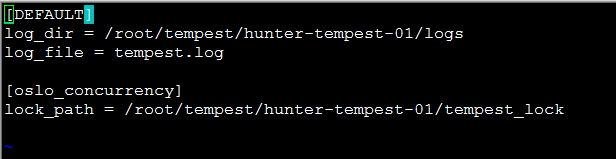 [DEFAULT]
log_dir = /root/tempest/hunter-tempest-01/logs
log_file = tempest.log
[oslo_concurrency]
lock_path = /root/tempest/hunter-tempest-01/tempest_lock
~